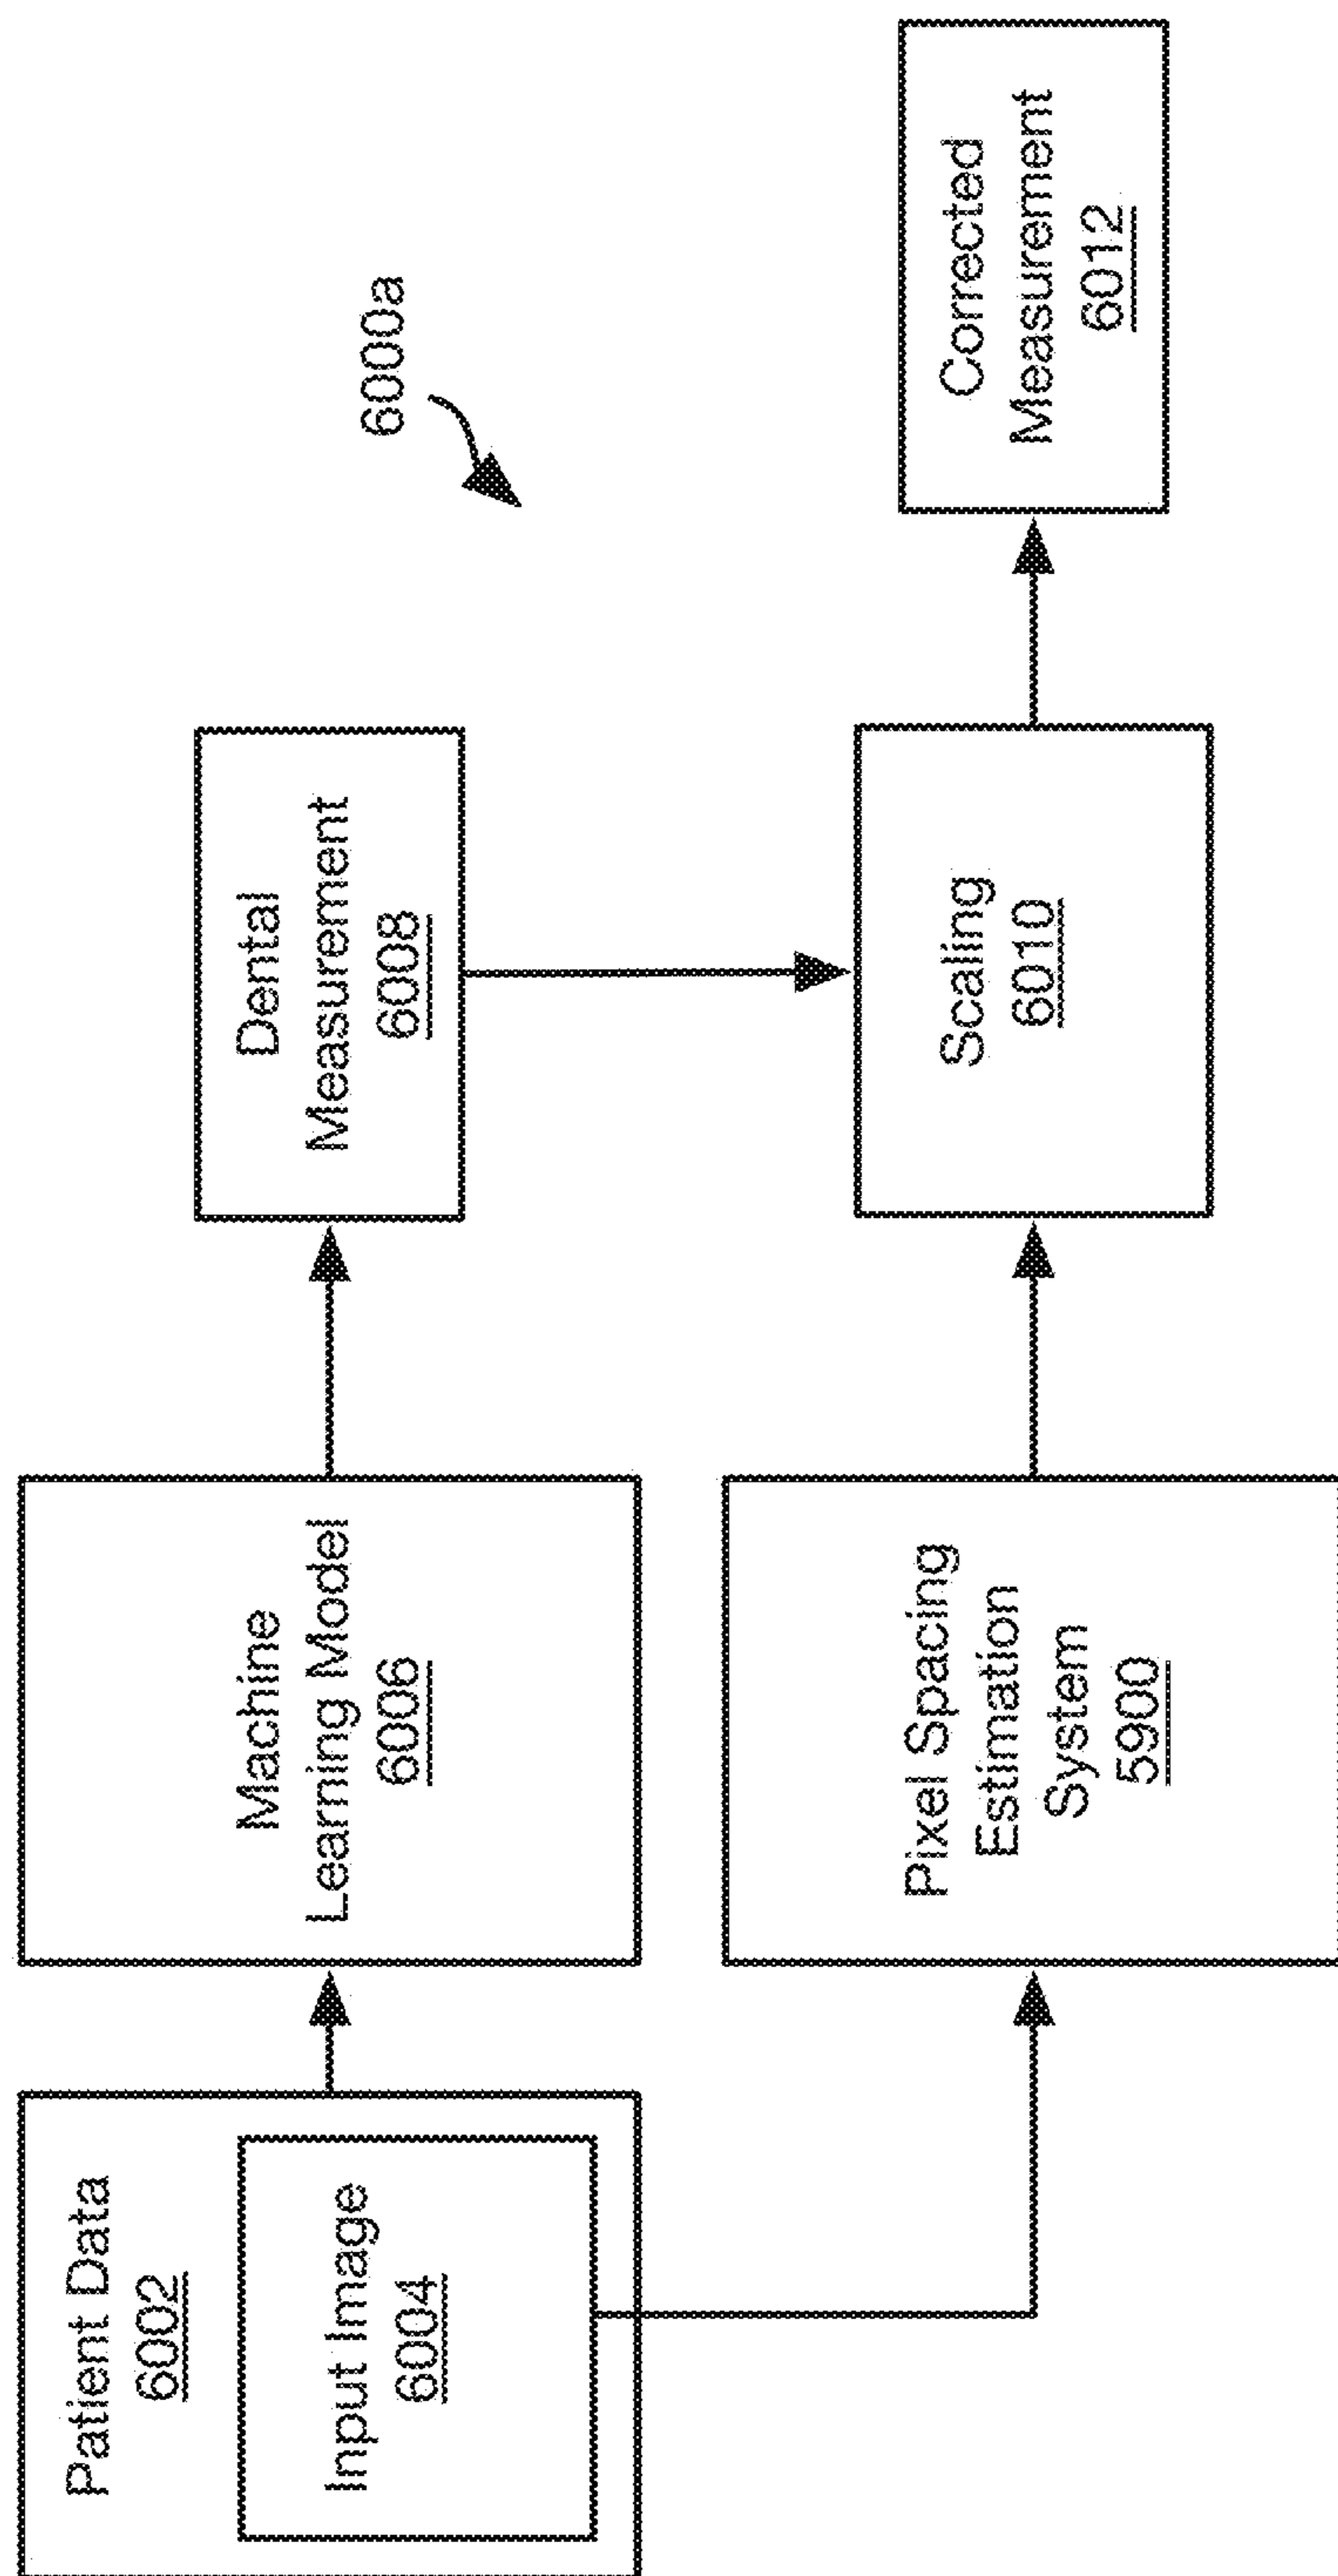 Patient Data
6002
Input Image
6004
Machine
Learning Model
6006
Dental
Measurement
6008
6000a
Pixel Spacing
Estimation
System
5900
Scaling
6010
Corrected
Measurement
6012